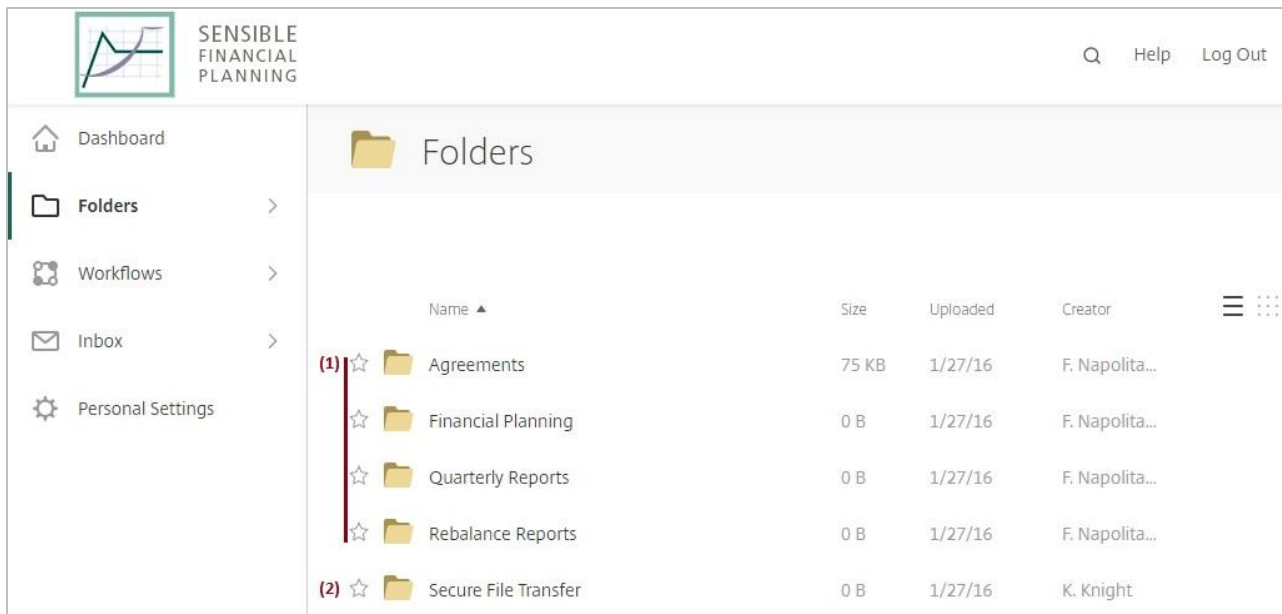 SENSIBLE
FINANCIAL
PLANNING
Help Log Out
Dashboard
Folders
Workflows
Inbox
Personal Settings
Folders
Name ▲ Size Uploaded Creator
(1) Agreements 75 KB 1/27/16 F. Napolita...
Financial Planning 0 B 1/27/16 F. Napolita...
Quarterly Reports 0 B 1/27/16 F. Napolita...
Rebalance Reports 0 B 1/27/16 F. Napolita...
(2) Secure File Transfer 0 B 1/27/16 K. Knight